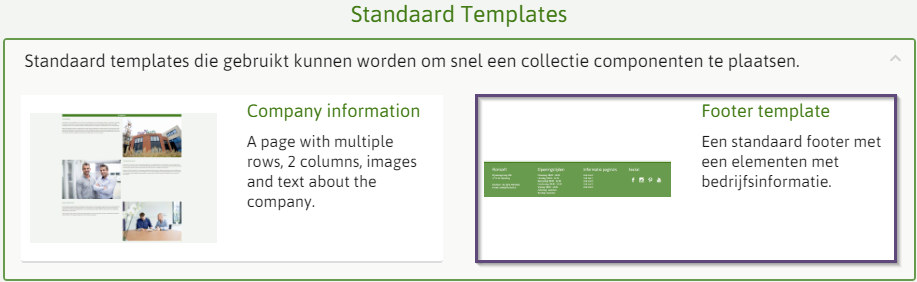 Standaard Templates
Standaard templates die gebruikt kunnen worden om snel een collectie componenten te plaatsen.
Company information
A page with multiple
rows, 2 columns, images
and text about the
company.
Footer template
Een standaard footer met
een elementen met
bedrijfsinformatie.